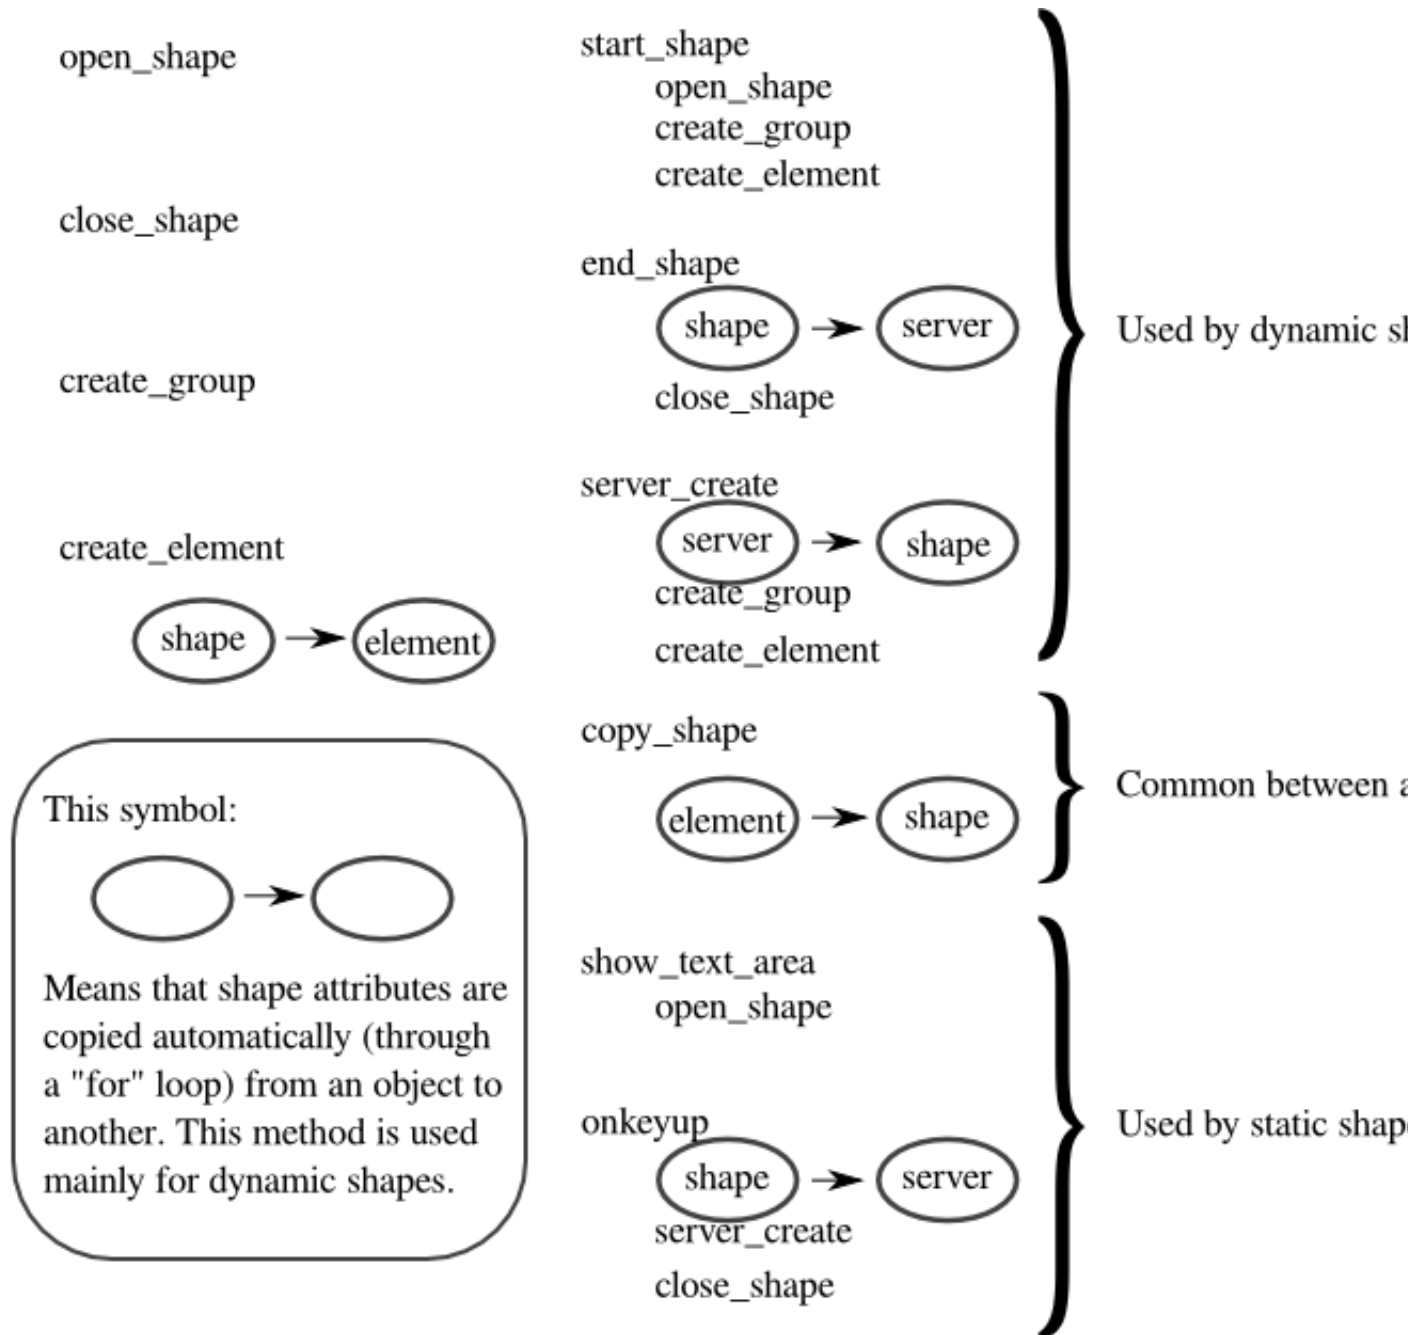 open_shape
close_shape
create_group
create_element
shape
element
This symbol:
Means that shape attributes are
copied automatically (through
a "for" loop) from an object to
another. This method is used
mainly for dynamic shapes.
start_shape
open_shape
create_group
create_element
end_shape
shape
server
close_shape
server_create
server
shape
create_group
create_element
Used by dynamic
copy_shape
element
shape
Common between
show_text_area
open_shape
onkeyup
shape
server
server_create
close_shape
Used by static